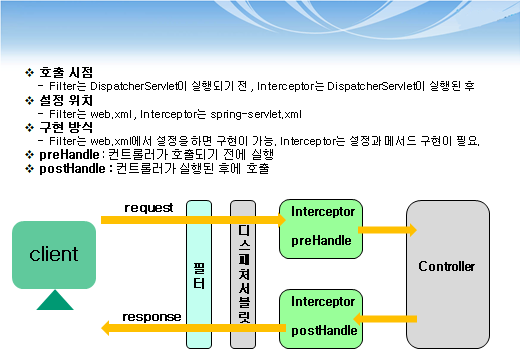 ❖ 호출 시점
- Filter는 DispatcherServlet이 실행되기 전 , Interceptor는 DispatcherServlet이 실행된 후
❖ 설정 위치
- Filter는 web.xml , Interceptor는 spring-servlet.xml
❖ 구현 방식
- Filter는 web.xml에서 설정을 하면 구현이 가능. Interceptor는 설정과 메서드 구현이 필요.
❖ preHandle : 컨트롤러가 호출되기 전에 실행
❖ postHandle : 컨트롤러가 실행된 후에 호출
request
Interceptor
preHandle
client
필터
디스패처서블릿
Controller
Interceptor
postHandle
response